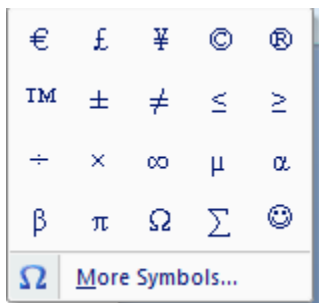 € £ ¥ © ®
™ ± ≠ ≤ ≥
÷ × ∞ µ α
β π Ω ∑ ☺
Ω More Symbols...